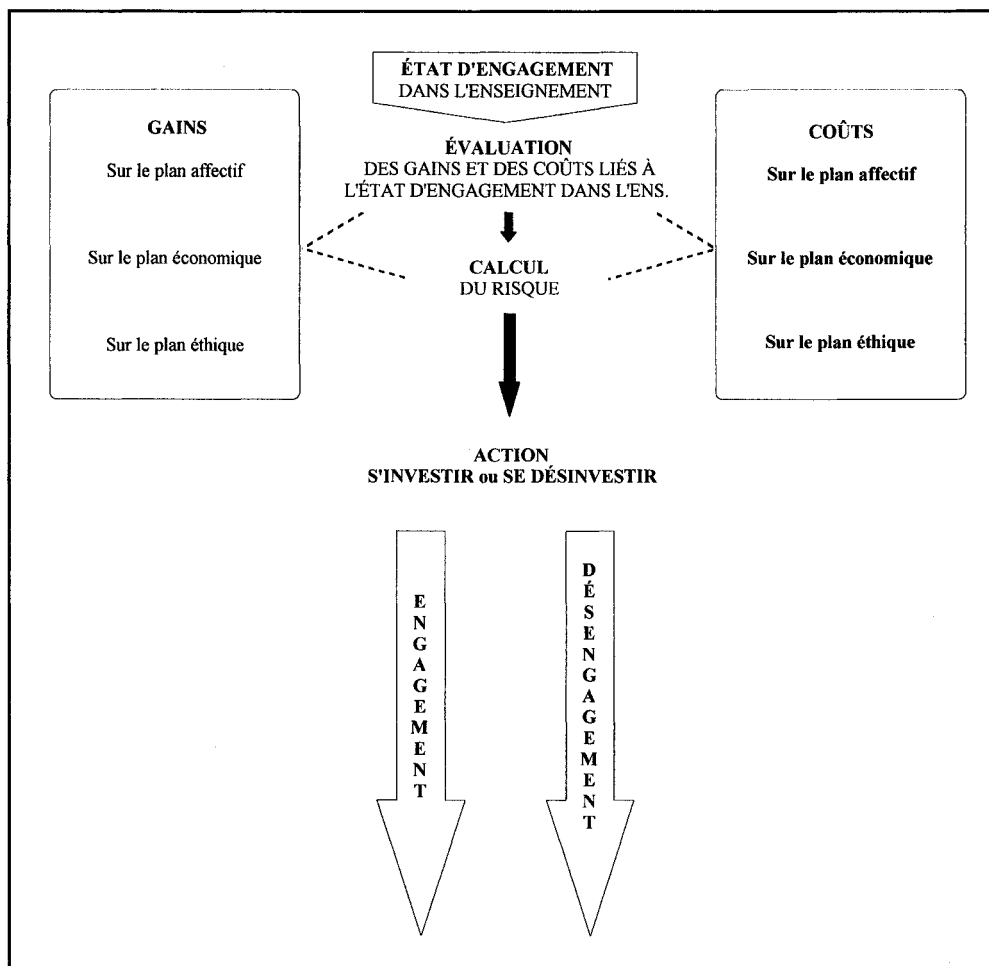 ÉTAT D'ENGAGEMENT
DANS L'ENSEIGNEMENT
GAINS
Sur le plan affectif
Sur le plan économique
Sur le plan éthique
ÉVALUATION
DES GAINS ET DES COÛTS LIÉS À
L'ÉTAT D'ENGAGEMENT DANS L'ENS.
CALCUL
DU RISQUE
COÛTS
Sur le plan affectif
Sur le plan économique
Sur le plan éthique
ACTION
S'INVESTIR ou SE DÉSINVESTIR
ENGAGEMENT
DÉSENGAGEMENT